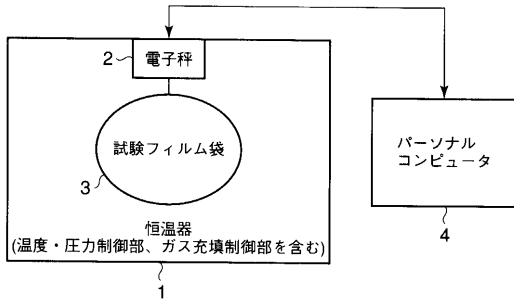 2
電子秤
試験フィルム袋
3
恒温器
(温度・圧力制御部、ガス充填制御部を含む)
1
パーソナル
コンピュータ
4